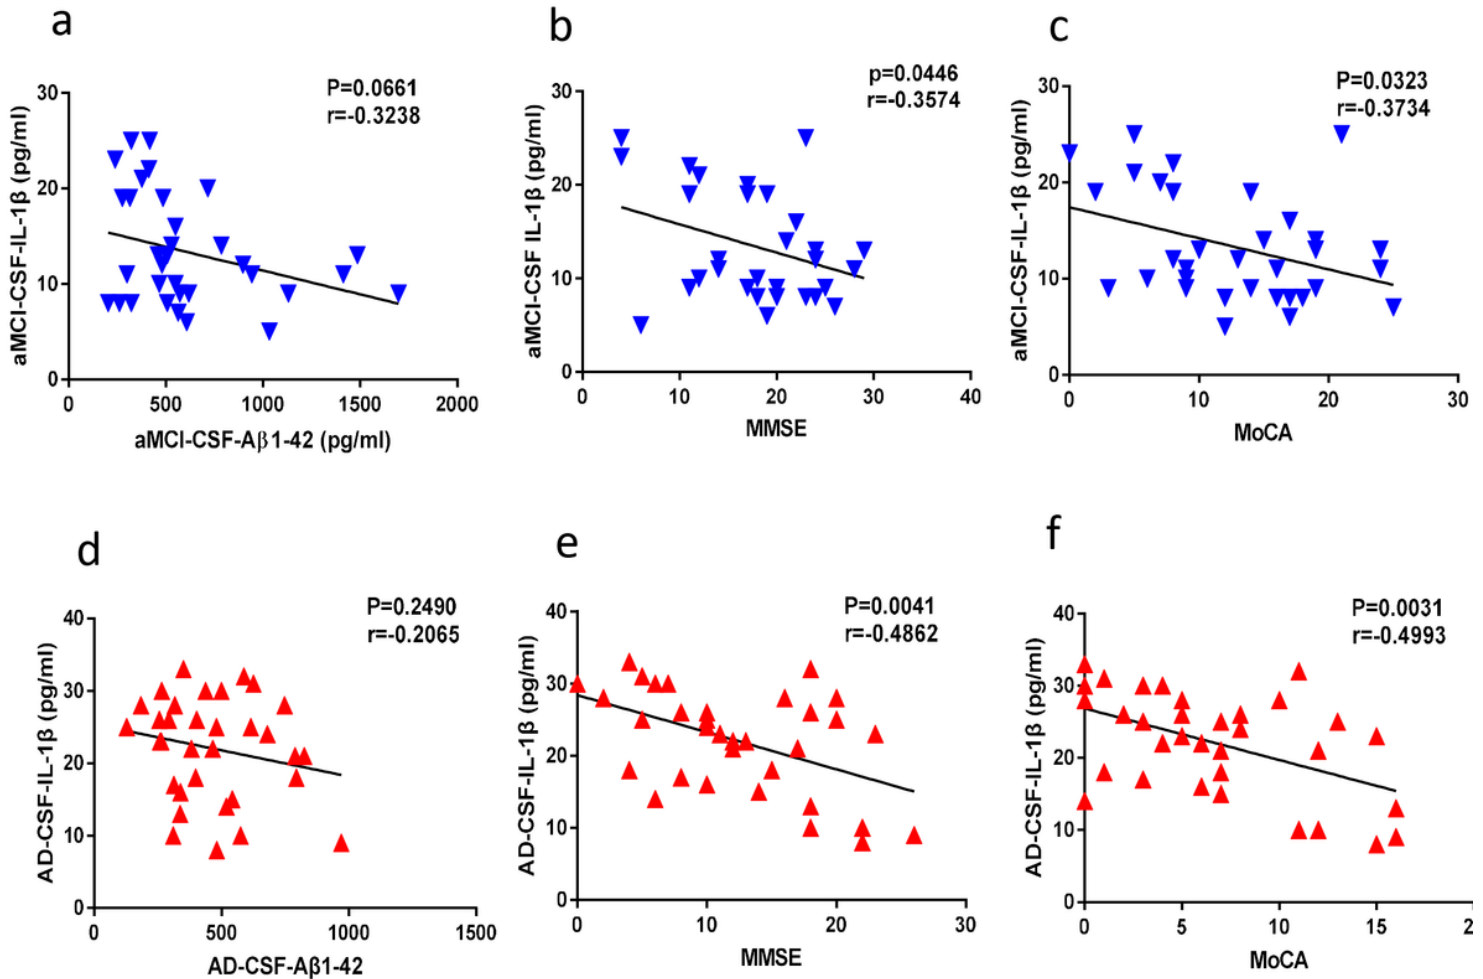 a
P=0.0661
r=-0.3238
aMCI-CSF-IL-1β (pg/ml)
30
20
10
0
0 500 1000 1500 2000
aMCI-CSF-Aβ1-42 (pg/ml)
b
p=0.0446
r=-0.3574
aMCI-CSF IL-1β (pg/ml)
30
20
10
0
0 10 20 30 40
MMSE
c
P=0.0323
r=-0.3734
aMCI-CSF-IL-1β (pg/ml)
30
20
10
0
0 10 20 30
MoCA
d
P=0.2490
r=-0.2065
AD-CSF-IL-1β (pg/ml)
40
30
20
10
0
0 500 1000 1500
AD-CSF-Aβ1-42
e
P=0.0041
r=-0.4862
AD-CSF-IL-1β (pg/ml)
40
30
20
10
0
0 10 20 30
MMSE
f
P=0.0031
r=-0.4993
AD-CSF-IL-1β (pg/ml)
40
30
20
10
0
0 5 10 15
MoCA